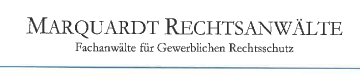 MARQUARDT RECHTSANWÄLTE
Fachanwälte für Gewerblichen Rechtsschutz